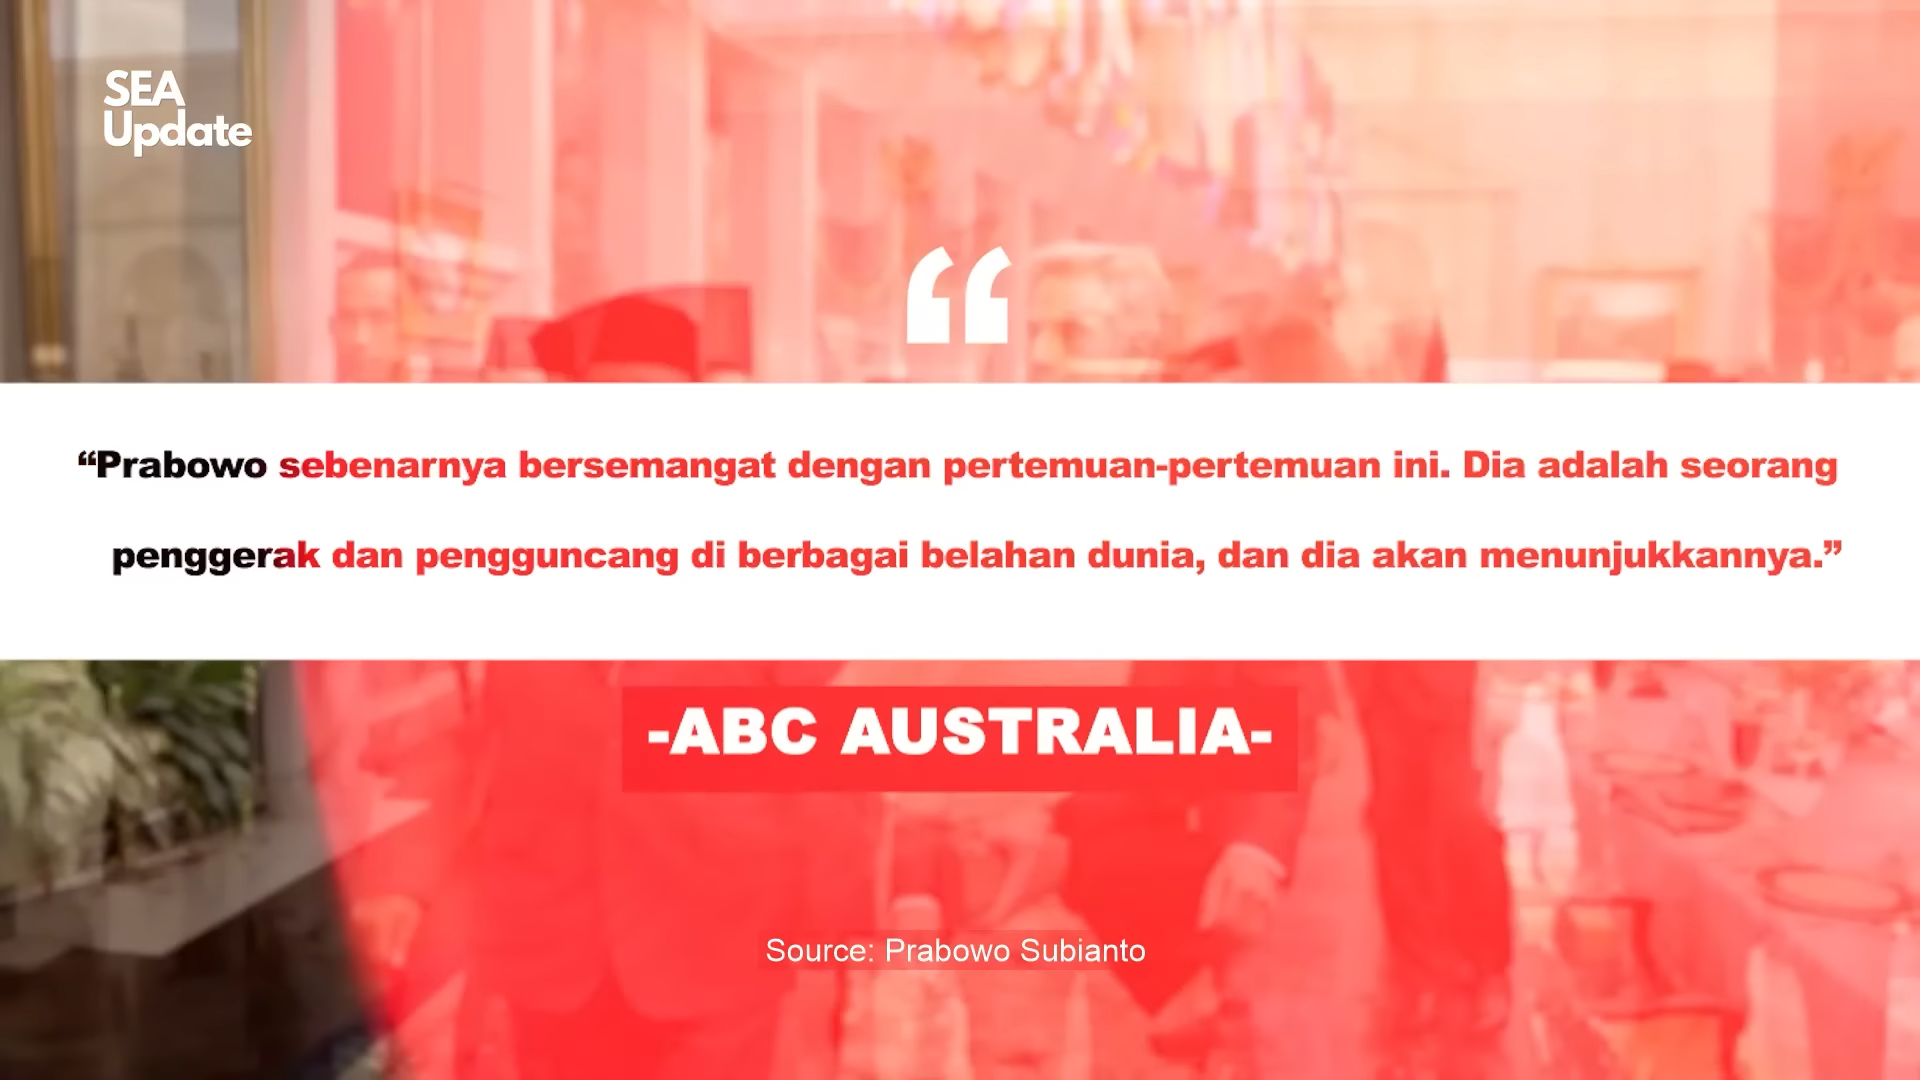 SEA
Update
“Prabowo sebenarnya bersemangat dengan pertemuan-pertemuan ini. Dia adalah seorang
penggerak dan pengguncang di berbagai belahan dunia, dan dia akan menunjukkannya.”
-ABC AUSTRALIA-
Source: Prabowo Subianto